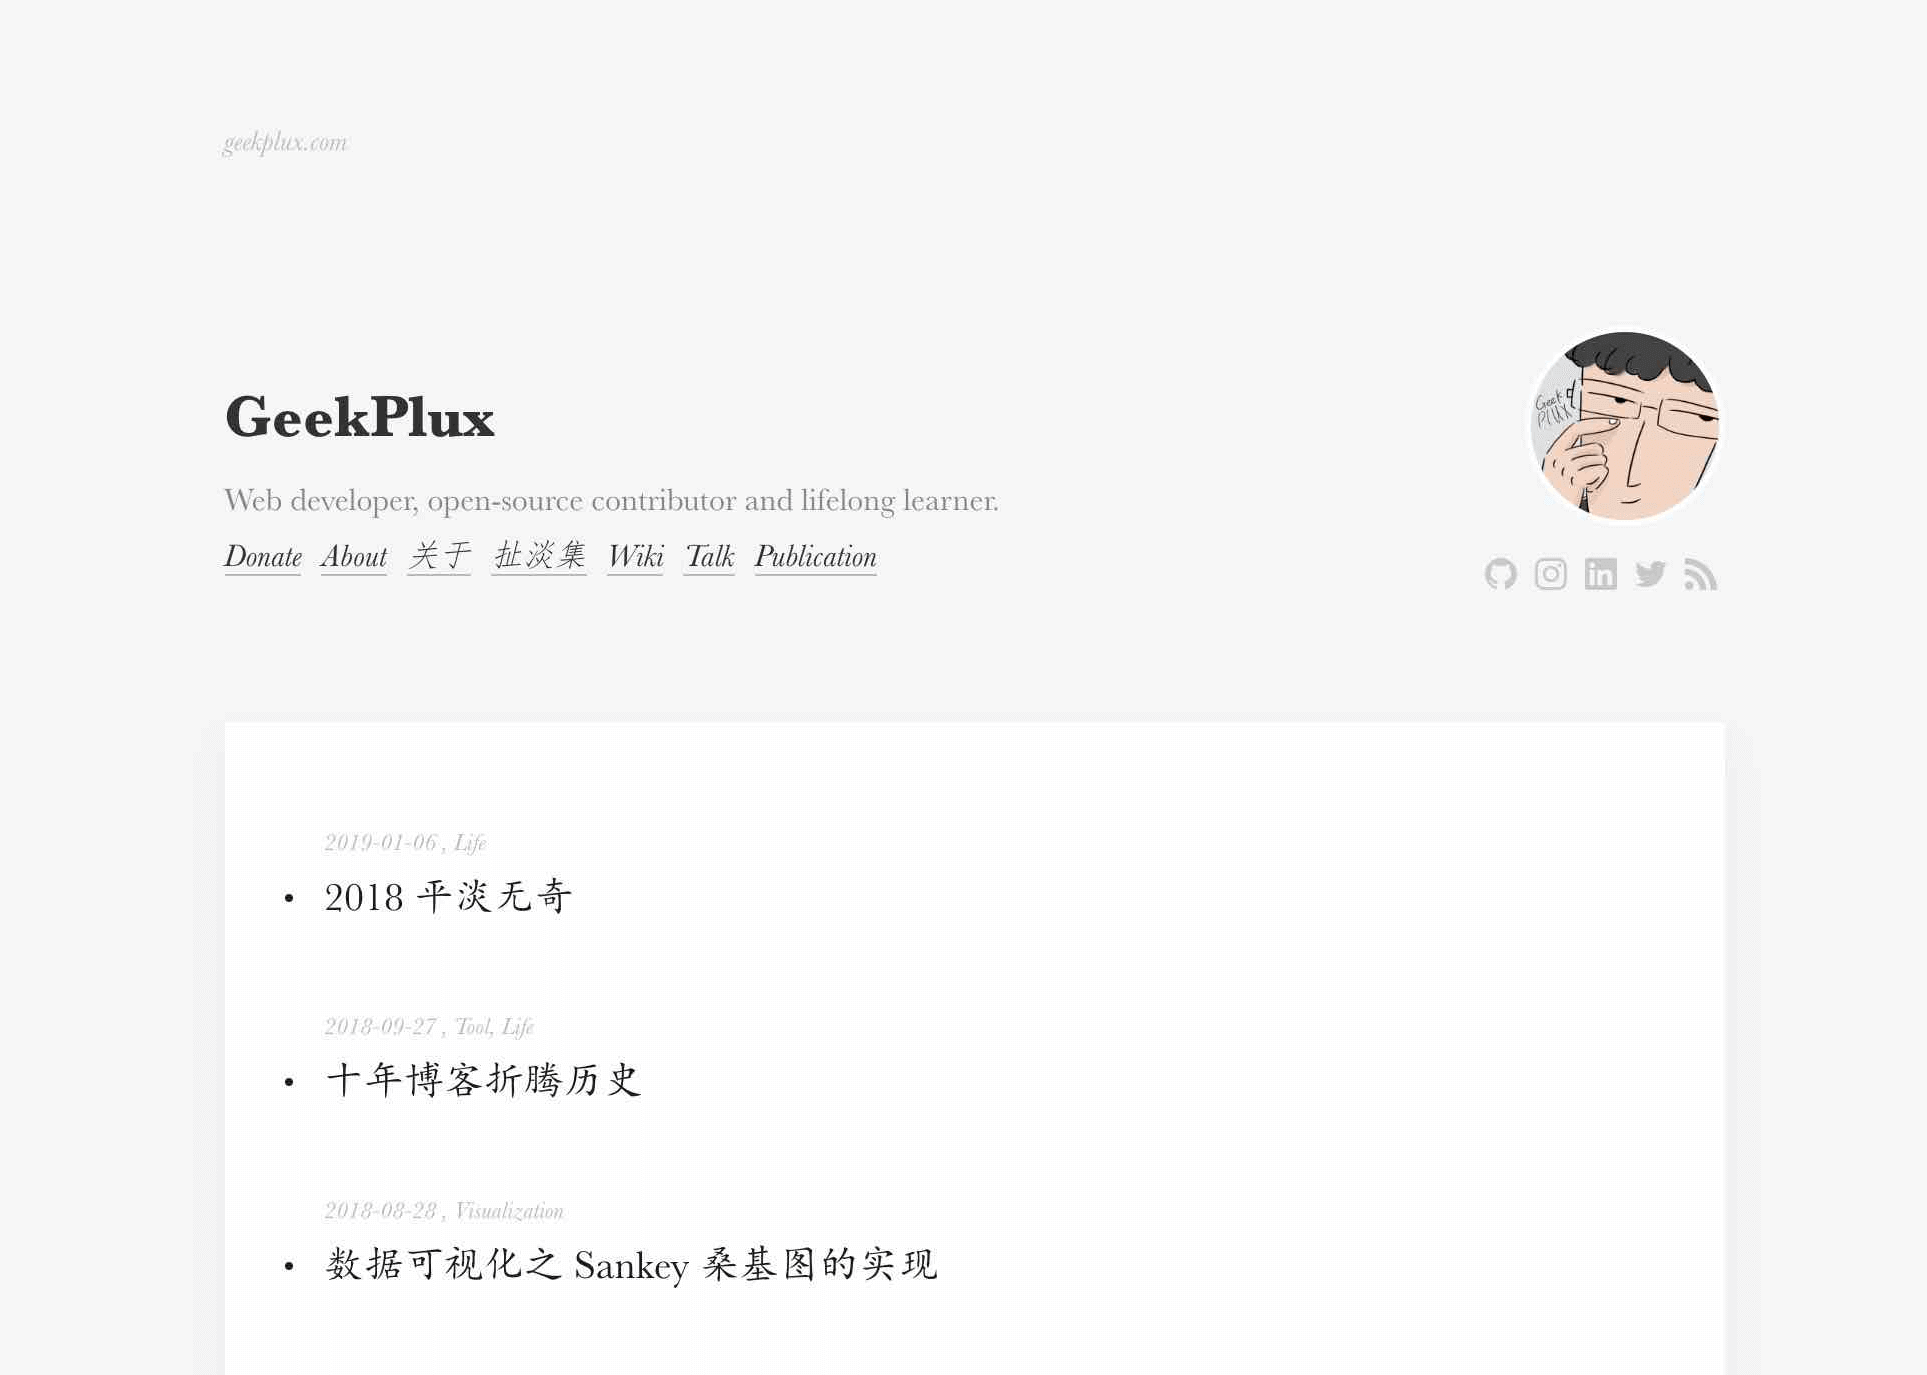 geekplux.com
GeekPlux
Geek
PLUX
Web developer, open-source contributor and lifelong learner.
Donate About 关于 扯淡集 Wiki Talk Publication
2019-01-06 , Life
• 2018 平淡无奇
2018-09-27 , Tool, Life
• 十年博客折腾历史
2018-08-28 , Visualization
• 数据可视化之 Sankey 桑基图的实现